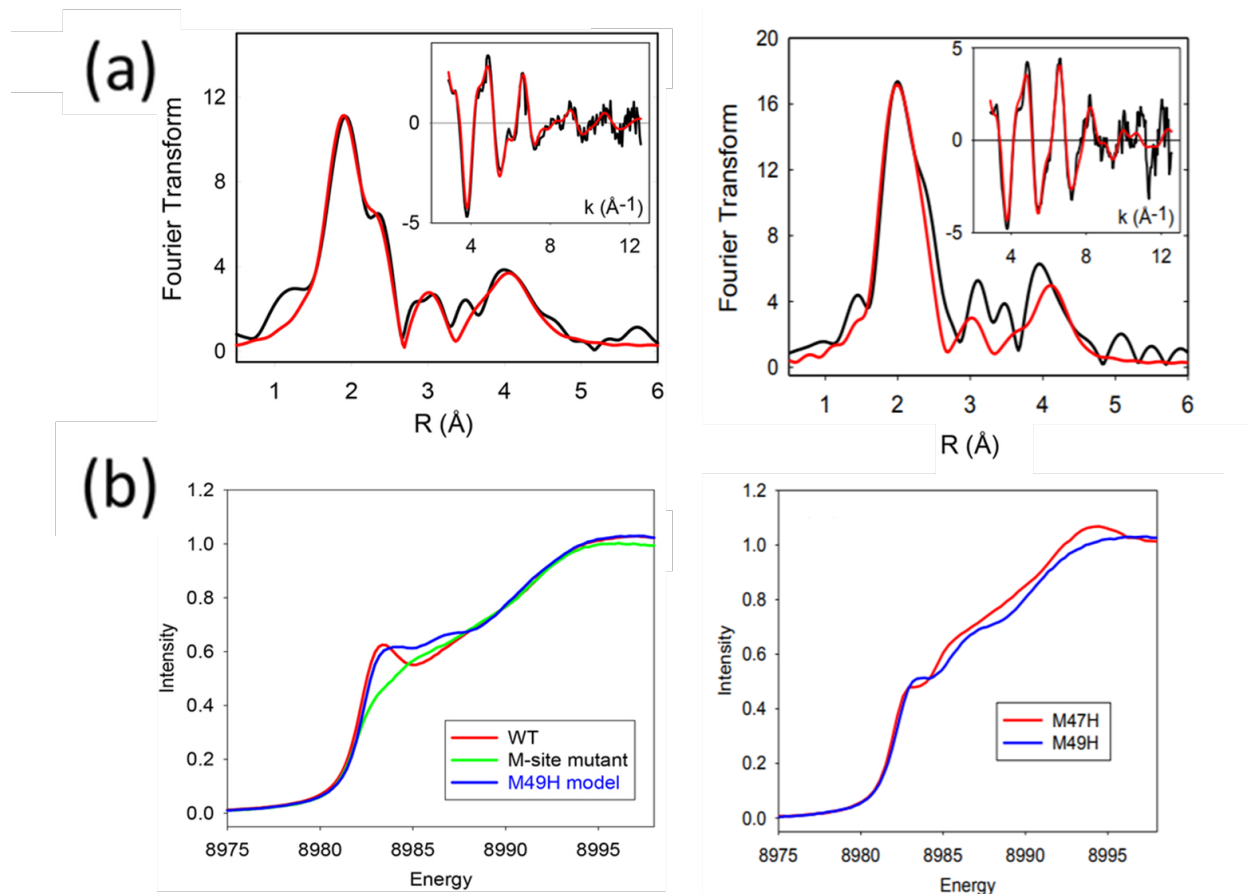 (a)
Fourier Transform
12
8
4
0
1 2 3 4 5 6
R (Å)
5
0
-5
k (Å-1)
4 8 12
Fourier Transform
20
16
12
8
4
0
1 2 3 4 5 6
R (Å)
5
0
-5
k (Å-1)
4 8 12
(b)
Intensity
1.2
1.0
0.8
0.6
0.4
0.2
0.0
8975 8980 8985 8990 8995
Energy
WT
M-site mutant
M49H model
Intensity
1.2
1.0
0.8
0.6
0.4
0.2
0.0
8975 8980 8985 8990 8995
Energy
M47H
M49H